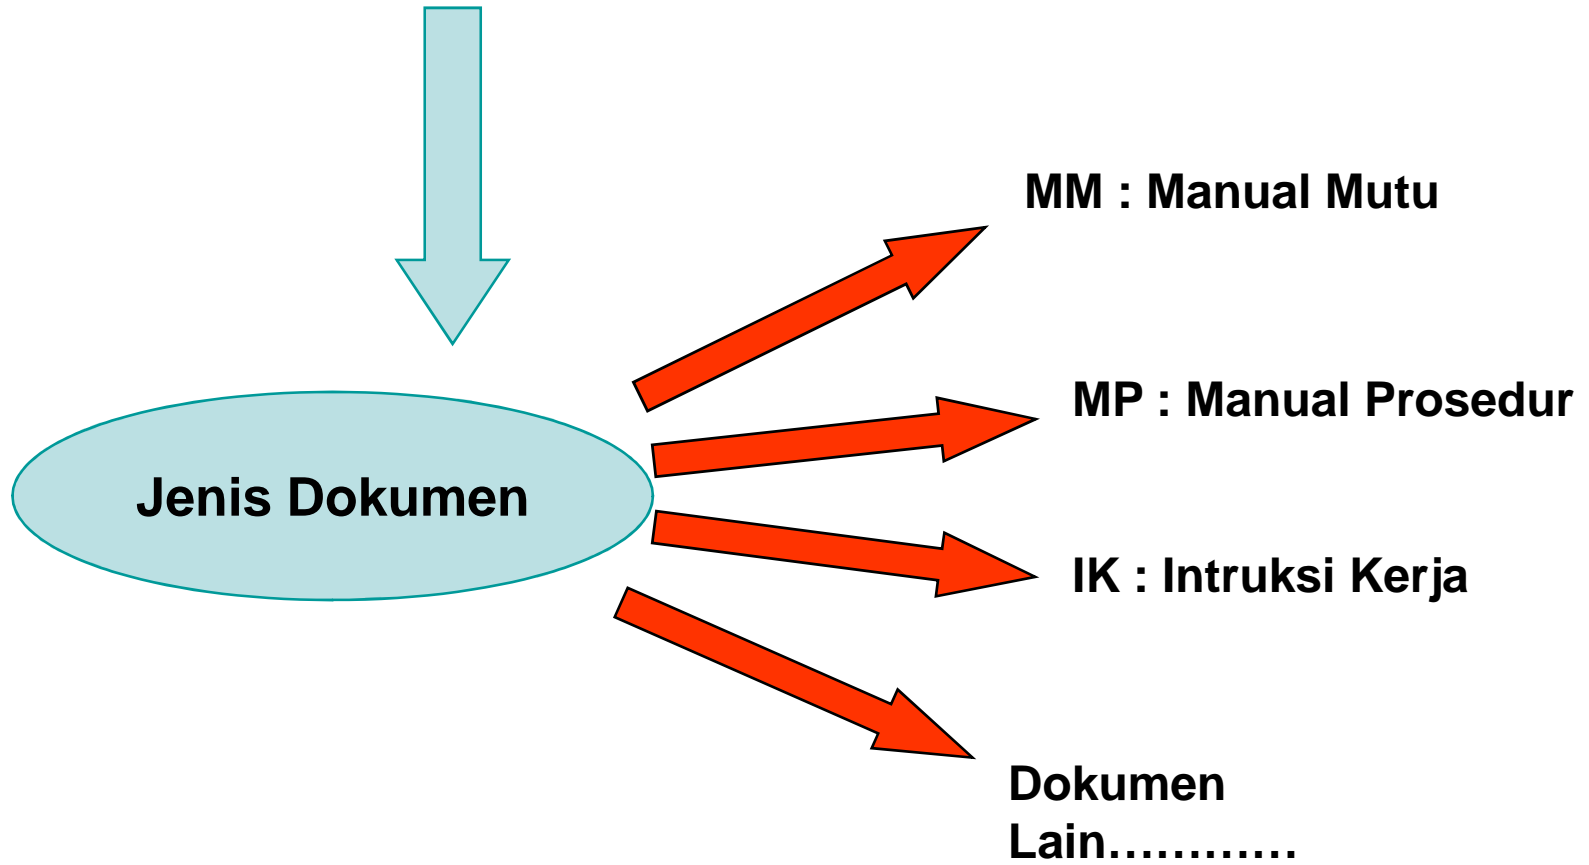 MM : Manual Mutu
MP : Manual Prosedur
Jenis Dokumen
IK : Intruksi Kerja
Dokumen
Lain…………